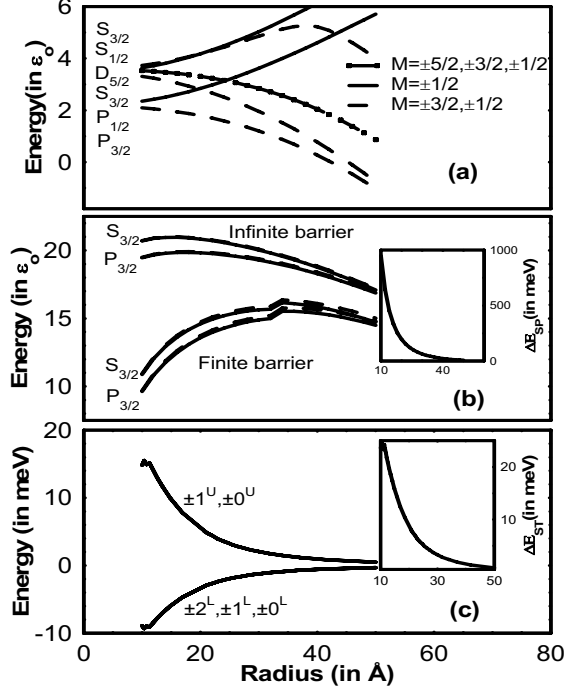 6
4
2
0
Energy(in ε₀)
S₃/₂
S₁/₂
D₅/₂
S₃/₂
P₁/₂
P₃/₂
M=±5/2,±3/2,±1/2
M=±1/2
M=±3/2,±1/2
(a)
20
15
10
Energy (in ε₀)
S₃/₂
P₃/₂
S₃/₂
P₃/₂
Infinite barrier
Finite barrier
1000
500
0
10 40
ΔE_SP(in meV)
(b)
20
10
0
-10
Energy (in meV)
±1ᵁ,±0ᵁ
±2ᴸ,±1ᴸ,±0ᴸ
20
10
10 30 50
ΔE_ST(in meV)
(c)
0 20 40 60 80
Radius (in Å)